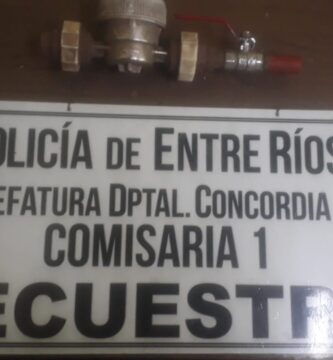 OLICÍA DE ENTRE RÍOS
EFATURA DPTAL. CONCORDIA
COMISARIA 1
ECUESTR